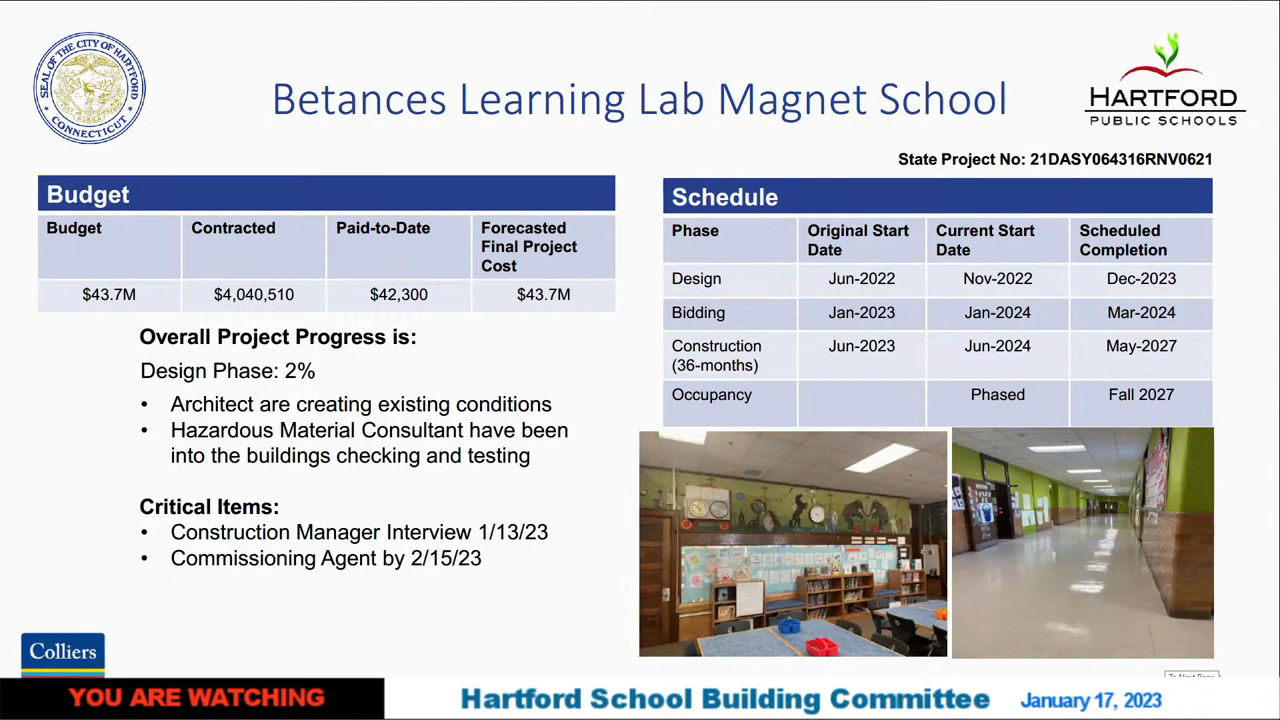 SEAL OF THE CITY OF HARTFORD
CONNECTICUT
Betances Learning Lab Magnet School
HARTFORD
PUBLIC SCHOOLS
State Project No: 21DASY064316RNV0621
Budget
Budget Contracted Paid-to-Date Forecasted
Final Project
Cost
$43.7M $4,040,510 $42,300 $43.7M
Overall Project Progress is:
Design Phase: 2%
• Architect are creating existing conditions
• Hazardous Material Consultant have been
into the buildings checking and testing
Critical Items:
• Construction Manager Interview 1/13/23
• Commissioning Agent by 2/15/23
Schedule
Phase Original Start Current Start Scheduled
Date Date Completion
Design Jun-2022 Nov-2022 Dec-2023
Bidding Jan-2023 Jan-2024 Mar-2024
Construction Jun-2023 Jun-2024 May-2027
(36-months)
Occupancy Phased Fall 2027
Colliers
YOU ARE WATCHING Hartford School Building Committee January 17, 2023